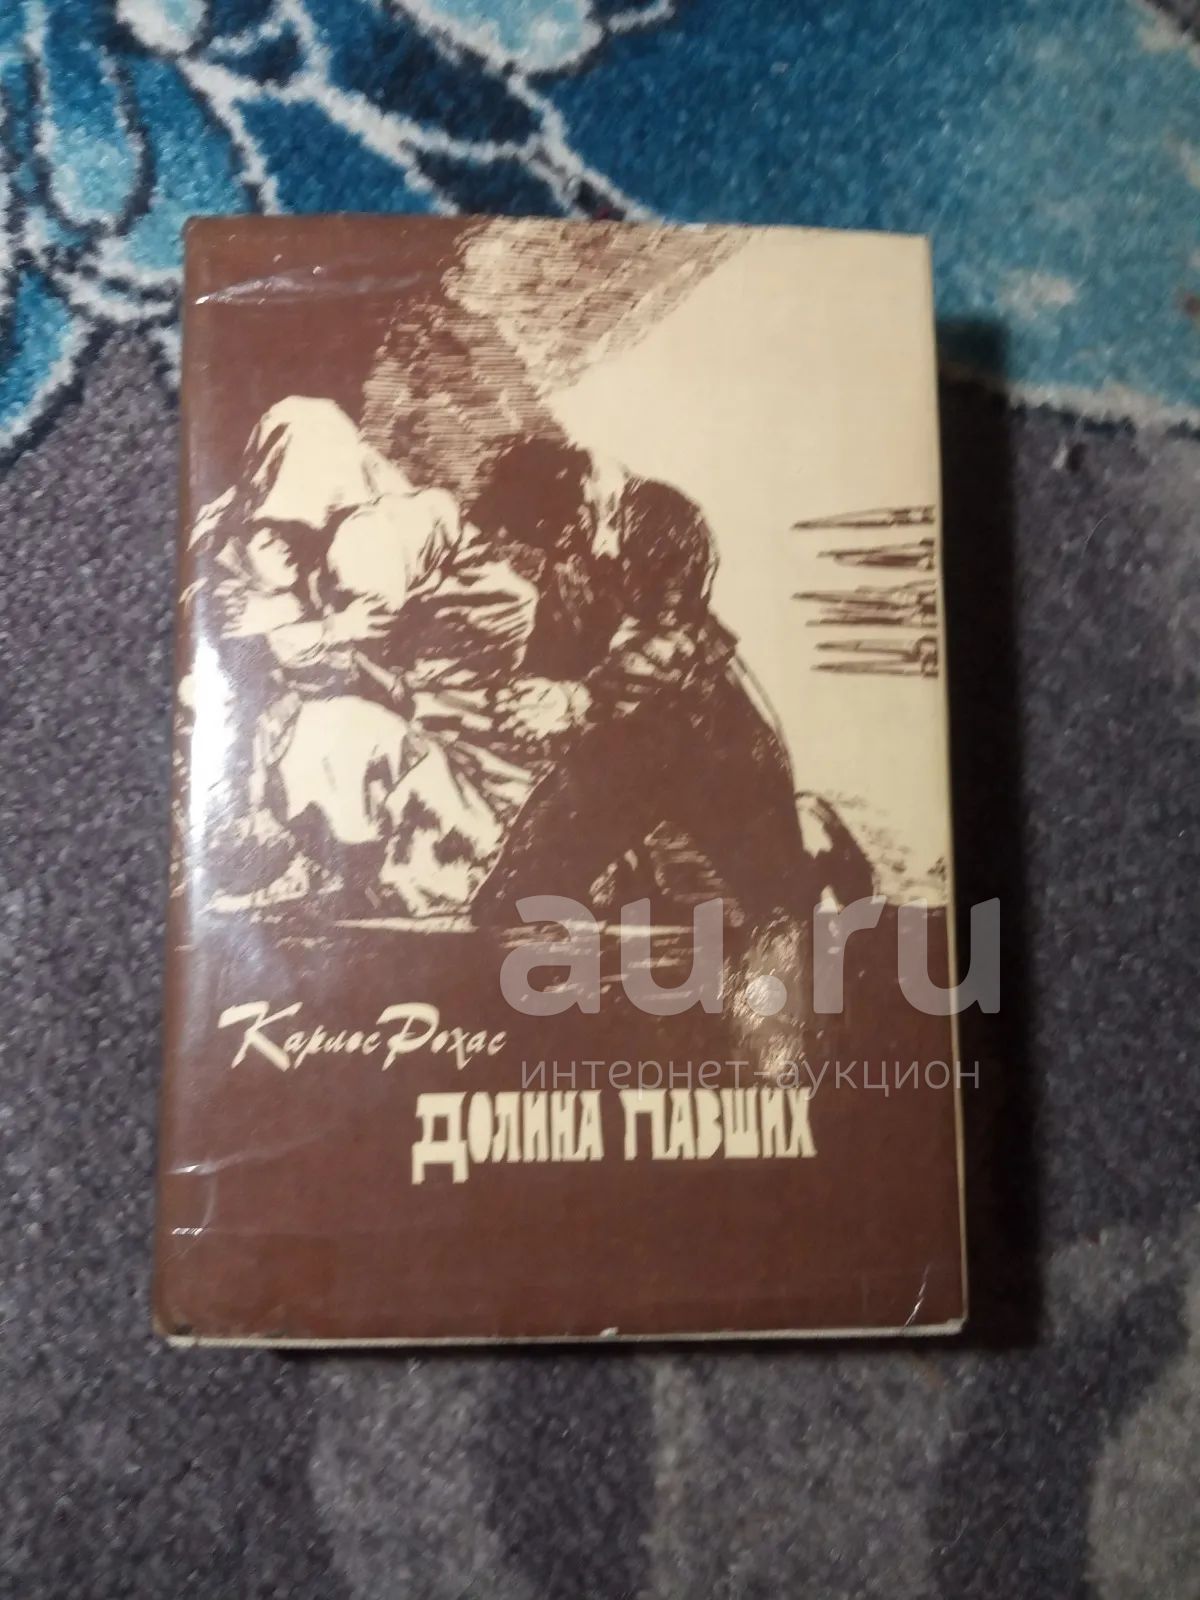 au.ru
интернет-аукцион
Карлос Рохас
ДОЛИНА ПАВШИХ